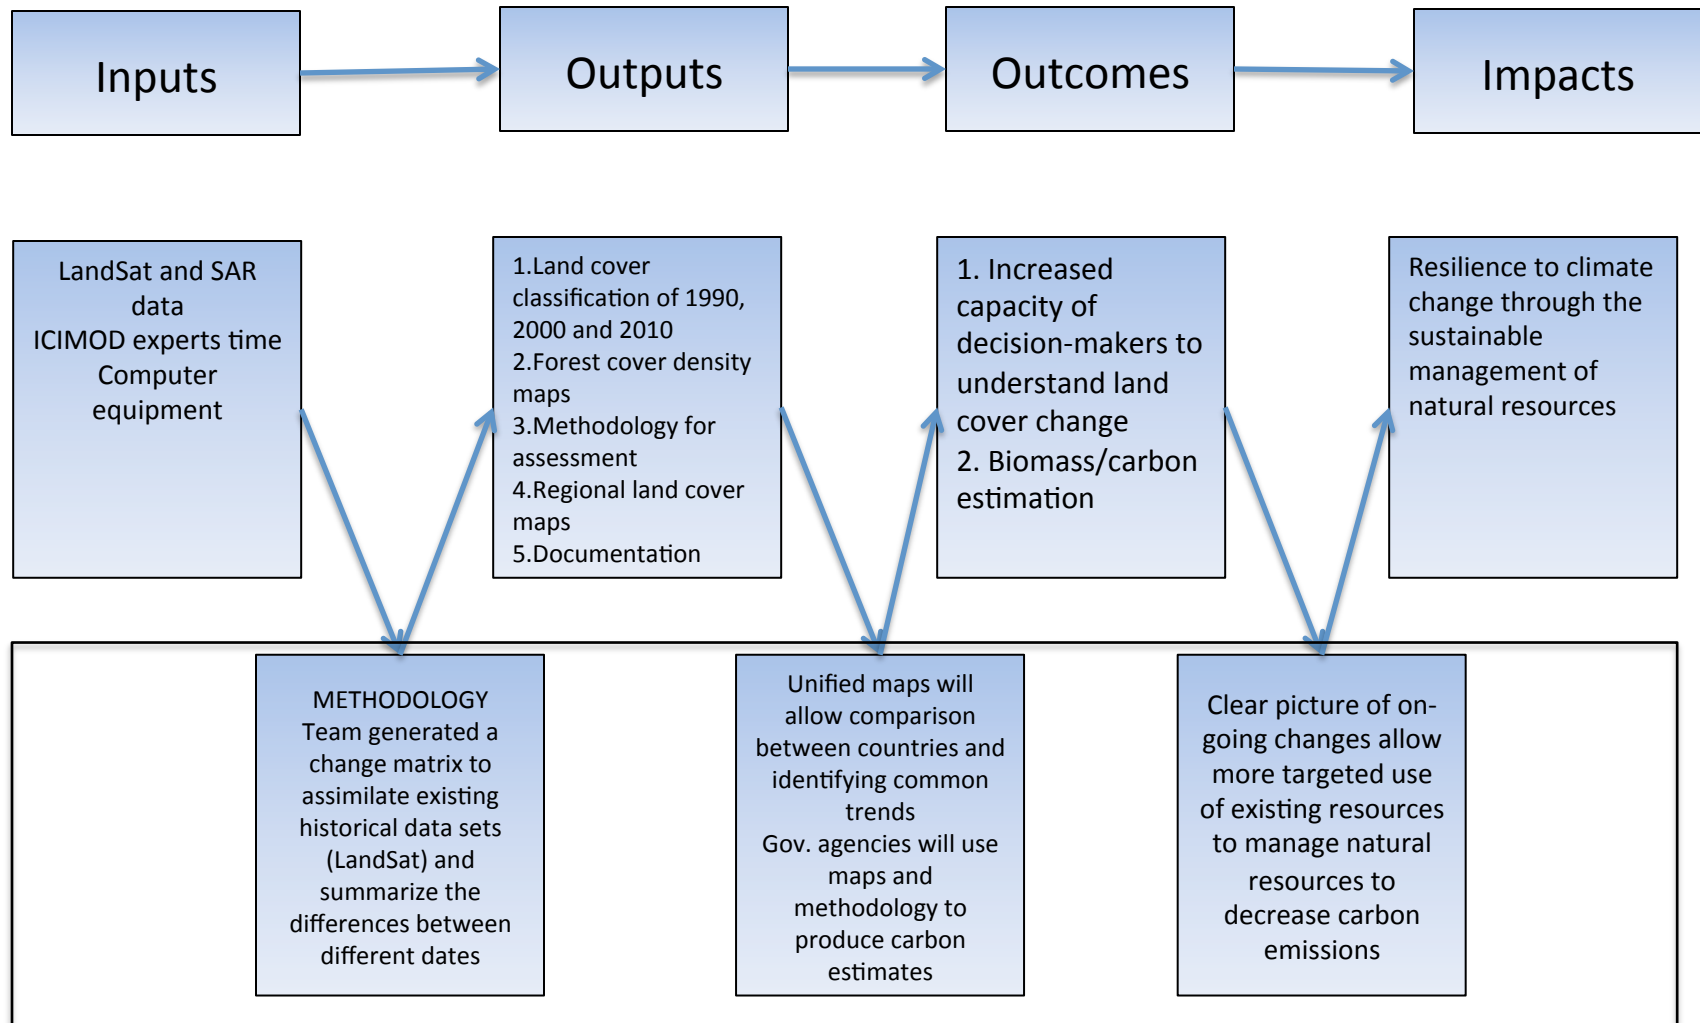 Inputs
Outputs
Outcomes
Impacts
LandSat and SAR
data
ICIMOD experts time
Computer
equipment
1.Land cover
classification of 1990,
2000 and 2010
2.Forest cover density
maps
3.Methodology for
assessment
4.Regional land cover
maps
5.Documentation
1. Increased
capacity of
decision-makers to
understand land
cover change
2. Biomass/carbon
estimation
Resilience to climate
change through the
sustainable
management of
natural resources
METHODOLOGY
Team generated a
change matrix to
assimilate existing
historical data sets
(LandSat) and
summarize the
differences between
different dates
Unified maps will
allow comparison
between countries and
identifying common
trends
Gov. agencies will use
maps and
methodology to
produce carbon
estimates
Clear picture of on-
going changes allow
more targeted use
of existing resources
to manage natural
resources to
decrease carbon
emissions